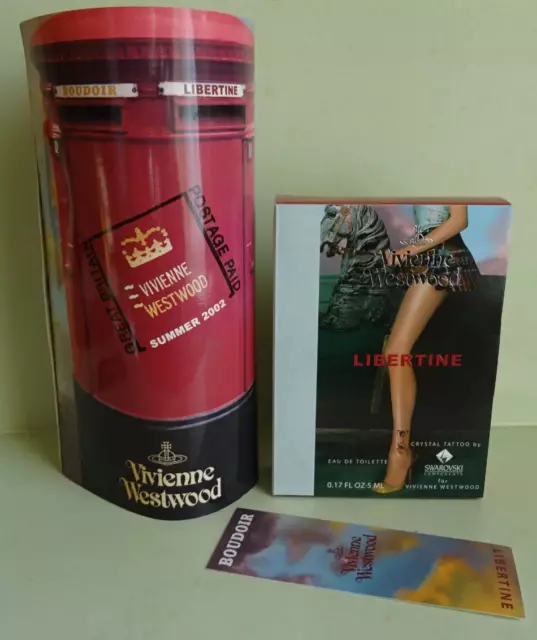 BOUDOIR
LIBERTINE
POSTAGE PAID
GREAT BRITAIN
VIVIENNE
WESTWOOD
SUMMER 2002
Vivienne
Westwood
Vivienne
Westwood
LIBERTINE
CRYSTAL TATTOO by
EAU DE TOILETTE
SWAROVSKI
COMPONENTS
for
0.17 FL OZ·5 ML
VIVIENNE WESTWOOD
BOUDOIR
Vivienne
Westwood
LIBERTINE